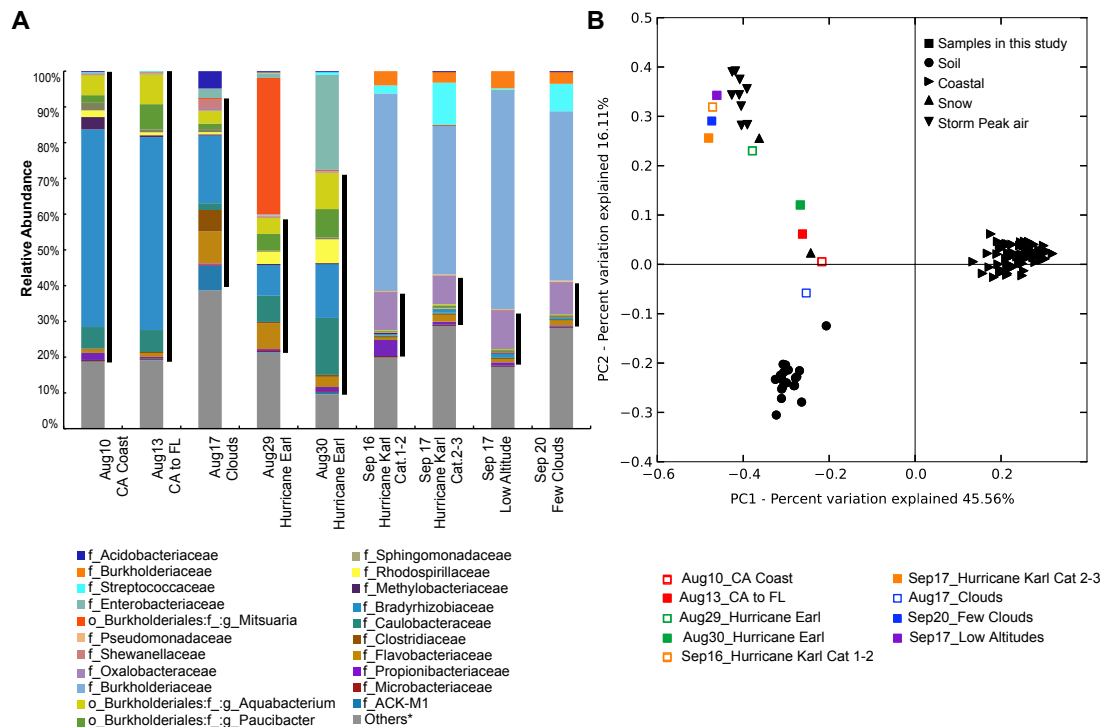 A
Relative Abundance
100%
90%
80%
70%
60%
50%
40%
30%
20%
10%
0%
Aug10
CA Coast
Aug13
CA to FL
Aug17
Clouds
Aug29
Hurricane Earl
Aug30
Hurricane Earl
Sep 16
Hurricane Karl
Cat.1-2
Sep 17
Hurricane Karl
Cat.2-3
Sep 17
Low Altitude
Sep 20
Few Clouds
f_Acidobacteriaceae
f_Burkholderiaceae
f_Streptococcaceae
f_Enterobacteriaceae
o_Burkholderiales:f_:g_Mitsuaria
f_Pseudomonadaceae
f_Shewanellaceae
f_Oxalobacteraceae
f_Burkholderiaceae
o_Burkholderiales:f_:g_Aquabacterium
o_Burkholderiales:f_:g_Paucibacter
f_Sphingomonadaceae
f_Rhodospirillaceae
f_Methylobacteriaceae
f_Bradyrhizobiaceae
f_Caulobacteraceae
f_Clostridiaceae
f_Flavobacteriaceae
f_Propionibacteriaceae
f_Microbacteriaceae
f_ACK-M1
Others*
B
PC2 - Percent variation explained 16.11%
0.5
0.4
0.3
0.2
0.1
0.0
−0.1
−0.2
−0.3
−0.4
−0.6
−0.4
−0.2
0.0
0.2
PC1 - Percent variation explained 45.56%
Samples in this study
Soil
Coastal
Snow
Storm Peak air
Aug10_CA Coast
Aug13_CA to FL
Aug29_Hurricane Earl
Aug30_Hurricane Earl
Sep16_Hurricane Karl Cat 1-2
Sep17_Hurricane Karl Cat 2-3
Aug17_Clouds
Sep20_Few Clouds
Sep17_Low Altitudes